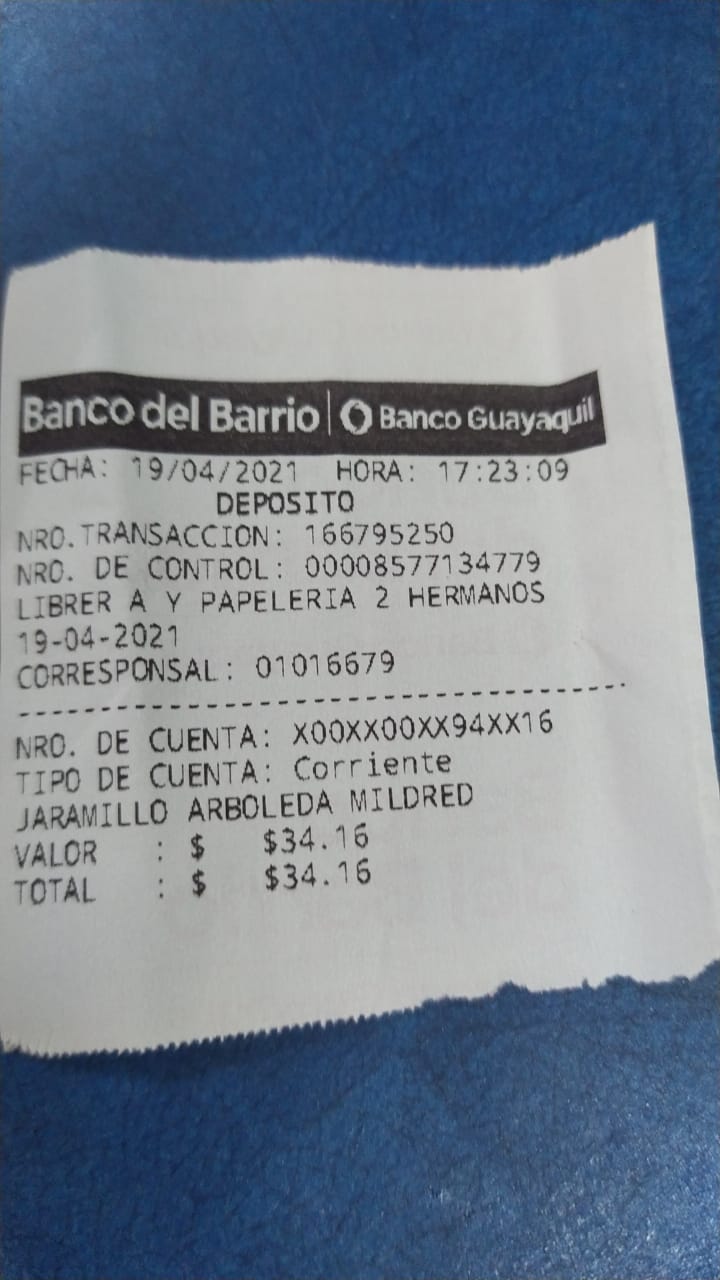 Banco del Barrio | Banco Guayaquil
FECHA: 19/04/2021 HORA: 17:23:09
DEPOSITO
NRO.TRANSACCION: 166795250
NRO. DE CONTROL: 00008577134779
LIBRER A Y PAPELERIA 2 HERMANOS
19-04-2021
CORRESPONSAL: 01016679
NRO. DE CUENTA: X00XX00XX94XX16
TIPO DE CUENTA: Corriente
JARAMILLO ARBOLEDA MILDRED
VALOR : $ $34.16
TOTAL : $ $34.16